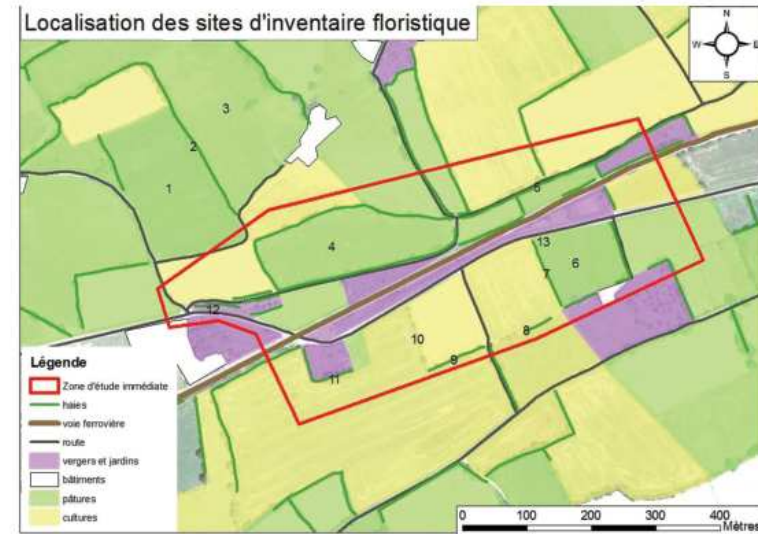 Localisation des sites d'inventaire floristique
N
W E
S
3
2
1
5
4
13
6
7
12
8
10
9
11
Légende
Zone d'étude immédiate
haies
voie ferrovière
route
vergers et jardins
bâtiments
pâtures
cultures
0 100 200 300 400
Mètres